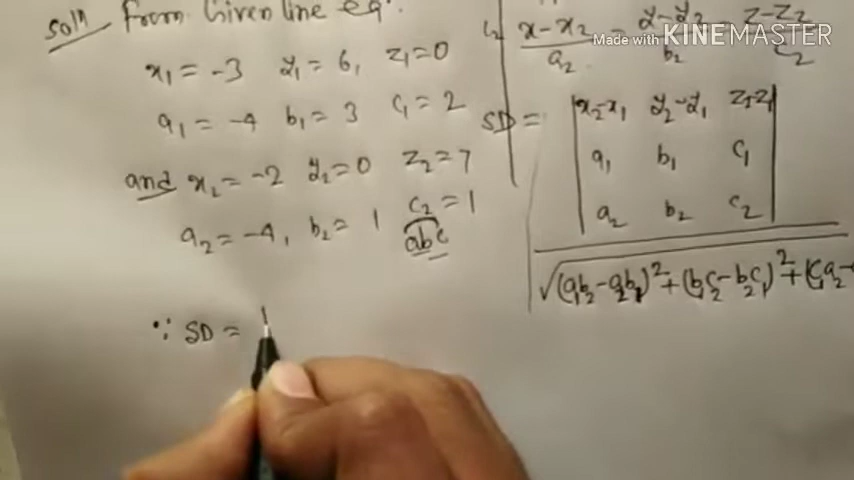 Soln From Given line eq.
x₁ = -3 y₁ = 6, z₁ = 0
a₁ = -4 b₁ = 3 c₁ = 2
and x₂ = -2 y₂ = 0 z₂ = 7
a₂ = -4, b₂ = 1 c₂ = 1
abc
∵ SD =
L₂ x-x₂/a₂ = y-y₂/b₂ z-z₂/c₂
Made with KINEMASTER
SD =
x₂-x₁ y₂-y₁ z₂-z₁
a₁ b₁ c₁
a₂ b₂ c₂
√(a₁b₂-a₂b₁)²+(b₁c₂-b₂c₁)²+(c₁a₂-